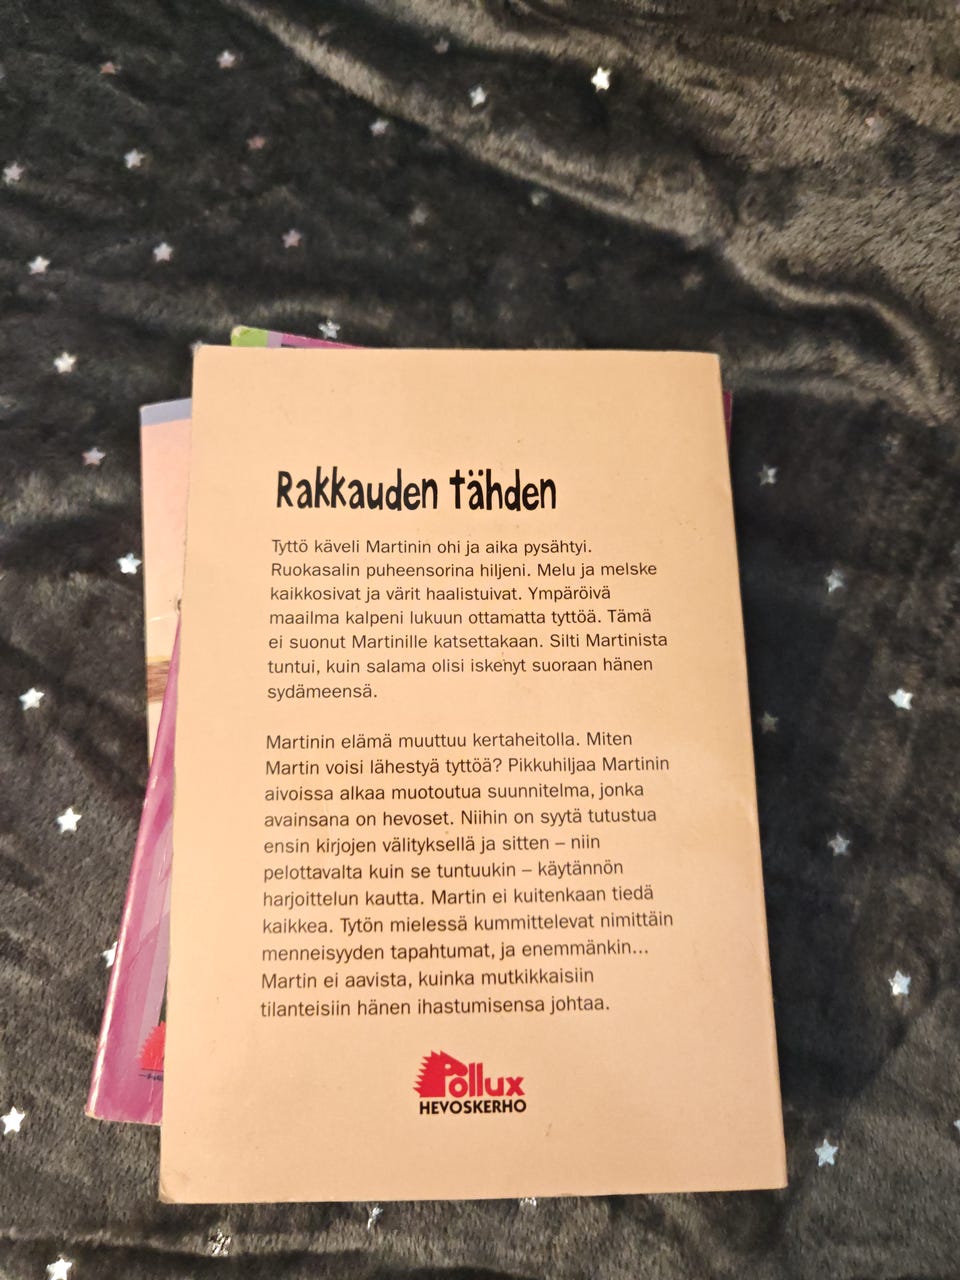 Rakkauden tähden
Tyttö käveli Martinin ohi ja aika pysähtyi.
Ruokasalin puheensorina hiljeni. Melu ja melske
kaikkosivat ja värit haalistuivat. Ympäröivä
maailma kalpeni lukuun ottamatta tyttöä. Tämä
ei suonut Martinille katsettakaan. Silti Martinista
tuntui, kuin salama olisi iskenyt suoraan hänen
sydämeensä.
Martinin elämä muuttuu kertaheitolla. Miten
Martin voisi lähestyä tyttöä? Pikkuhiljaa Martinin
aivoissa alkaa muotoutua suunnitelma, jonka
avainsana on hevoset. Niihin on syytä tutustua
ensin kirjojen välityksellä ja sitten – niin
pelottavalta kuin se tuntuukin – käytännön
harjoittelun kautta. Martin ei kuitenkaan tiedä
kaikkea. Tytön mielessä kummittelevat nimittäin
menneisyyden tapahtumat, ja enemmänkin...
Martin ei aavista, kuinka mutkikkaisiin
tilanteisiin hänen ihastumisensa johtaa.
Pollux
HEVOSKERHO